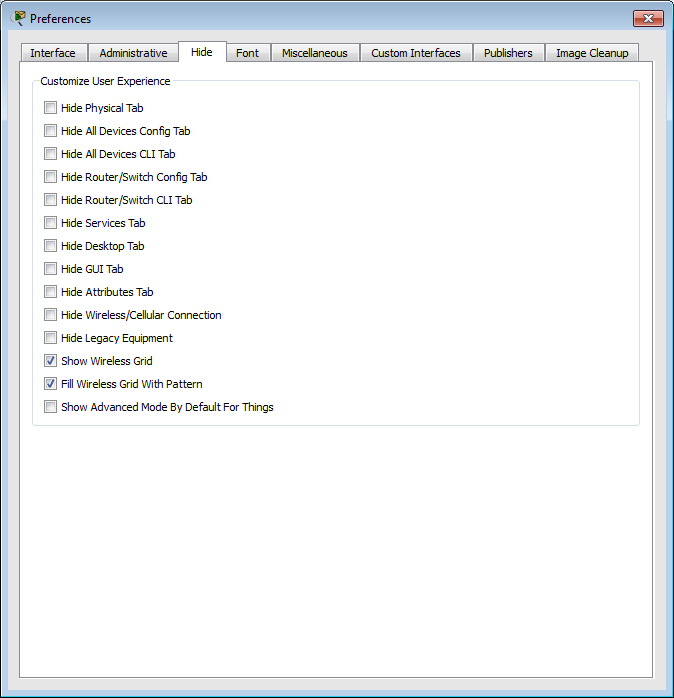 Preferences
Interface Administrative Hide Font Miscellaneous Custom Interfaces Publishers Image Cleanup
Customize User Experience
Hide Physical Tab
Hide All Devices Config Tab
Hide All Devices CLI Tab
Hide Router/Switch Config Tab
Hide Router/Switch CLI Tab
Hide Services Tab
Hide Desktop Tab
Hide GUI Tab
Hide Attributes Tab
Hide Wireless/Cellular Connection
Hide Legacy Equipment
Show Wireless Grid
Fill Wireless Grid With Pattern
Show Advanced Mode By Default For Things